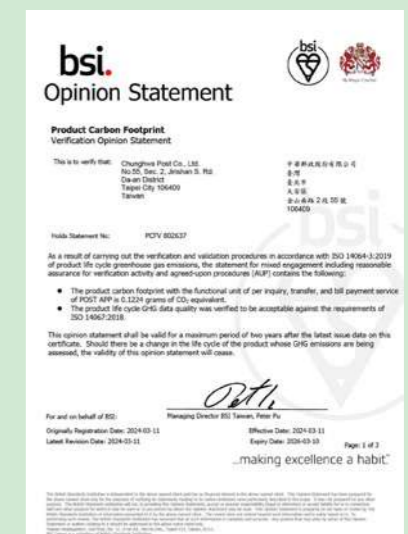 bsi.
bsi
Opinion Statement
Product Carbon Footprint
Verification Opinion Statement
This is to verify that: Chunghwa Post Co., Ltd.
No.55, Sec. 2, Jinshan S. Rd
Da-an District
Taipei City 106409
Taiwan
中華郵政股份有限公司
臺灣
臺北市
大安區
金山南路 2 段 55 號
106409
Holds Statement No: PCFV 802637
As a result of carrying out the verification and validation procedures in accordance with ISO 14064-3:2019
of product life cycle greenhouse gas emissions, the statement for mixed engagement including reasonable
assurance for verification activity and agreed-upon procedures (AUP) contains the following:
● The product carbon footprint with the functional unit of per inquiry, transfer, and bill payment service
of POST APP is 0.1224 grams of CO₂ equivalent.
● The product life cycle GHG data quality was verified to be acceptable against the requirements of
ISO 14067:2018.
This opinion statement shall be valid for a maximum period of two years after the latest issue date on this
certificate. Should there be a change in the life cycle of the product whose GHG emissions are being
assessed, the validity of this opinion statement will cease.
For and on behalf of BSI: Managing Director BSI Taiwan, Peter Pu
Originally Registration Date: 2024-03-11 Effective Date: 2024-03-11
Latest Revision Date: 2024-03-11 Expiry Date: 2026-03-10
Page: 1 of 3
...making excellence a habit.™